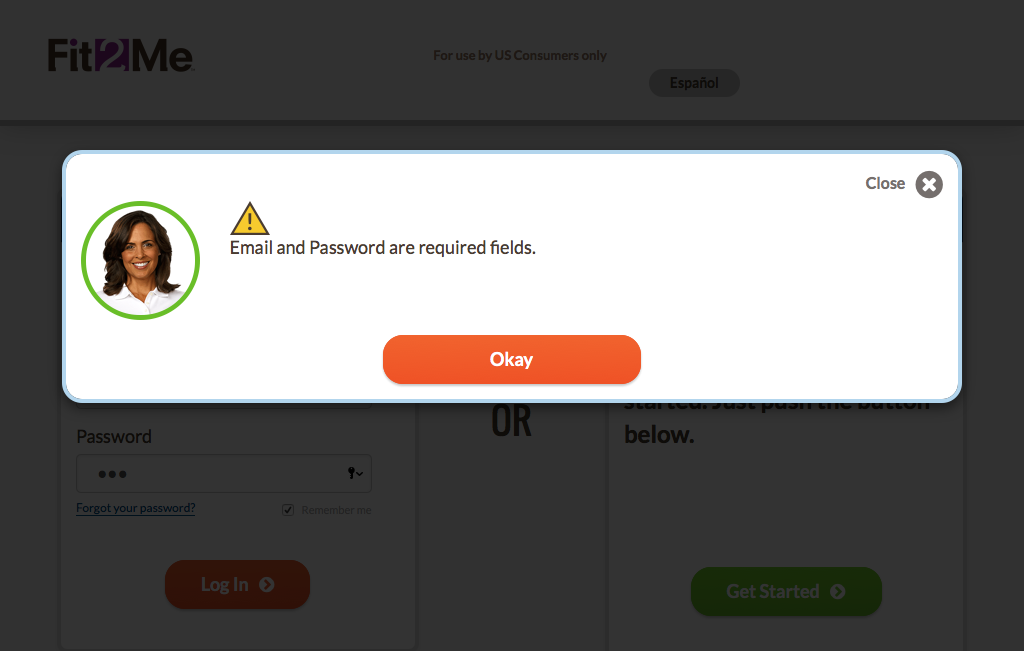 Fit2Me
For use by US Consumers only
Español
Close
Email and Password are required fields.
Okay
started. Just push the button
OR
below.
Password
Forgot your password?
Remember me
Log In
Get Started